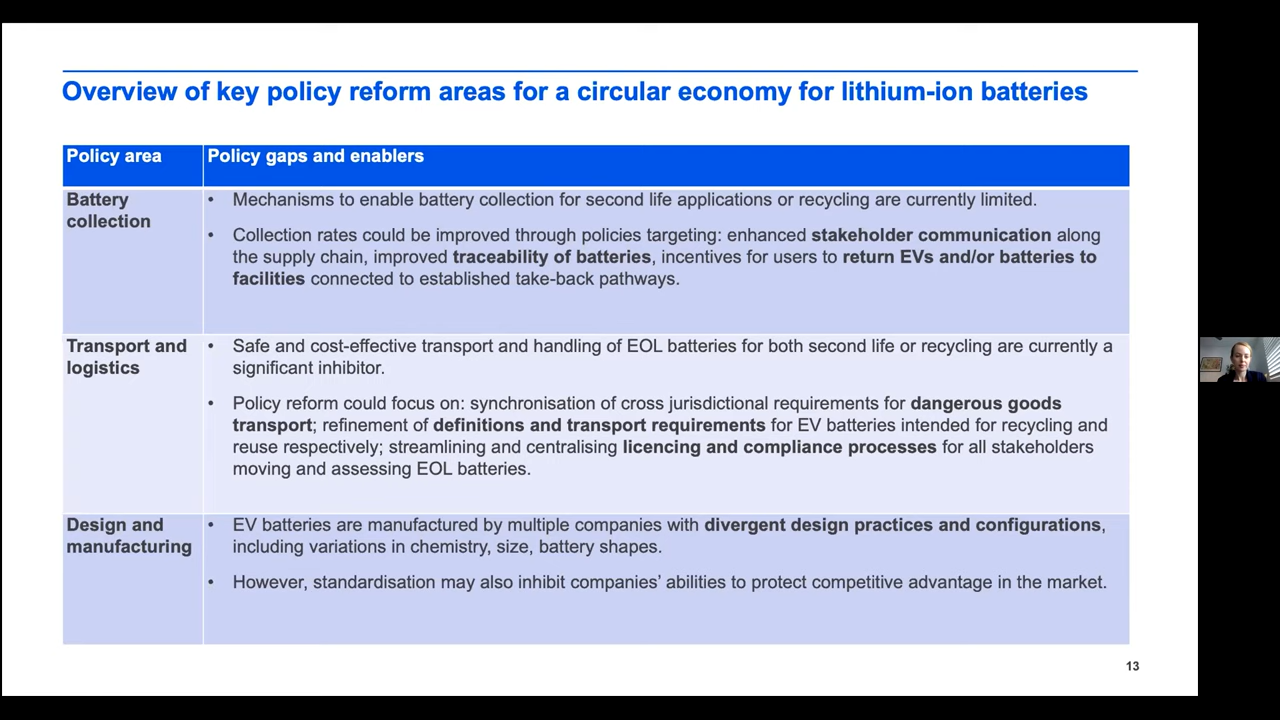 Overview of key policy reform areas for a circular economy for lithium-ion batteries
Policy area
Policy gaps and enablers
Battery
collection
• Mechanisms to enable battery collection for second life applications or recycling are currently limited.
• Collection rates could be improved through policies targeting: enhanced stakeholder communication along
the supply chain, improved traceability of batteries, incentives for users to return EVs and/or batteries to
facilities connected to established take-back pathways.
Transport and
logistics
• Safe and cost-effective transport and handling of EOL batteries for both second life or recycling are currently a
significant inhibitor.
• Policy reform could focus on: synchronisation of cross jurisdictional requirements for dangerous goods
transport; refinement of definitions and transport requirements for EV batteries intended for recycling and
reuse respectively; streamlining and centralising licencing and compliance processes for all stakeholders
moving and assessing EOL batteries.
Design and
manufacturing
• EV batteries are manufactured by multiple companies with divergent design practices and configurations,
including variations in chemistry, size, battery shapes.
• However, standardisation may also inhibit companies’ abilities to protect competitive advantage in the market.
13